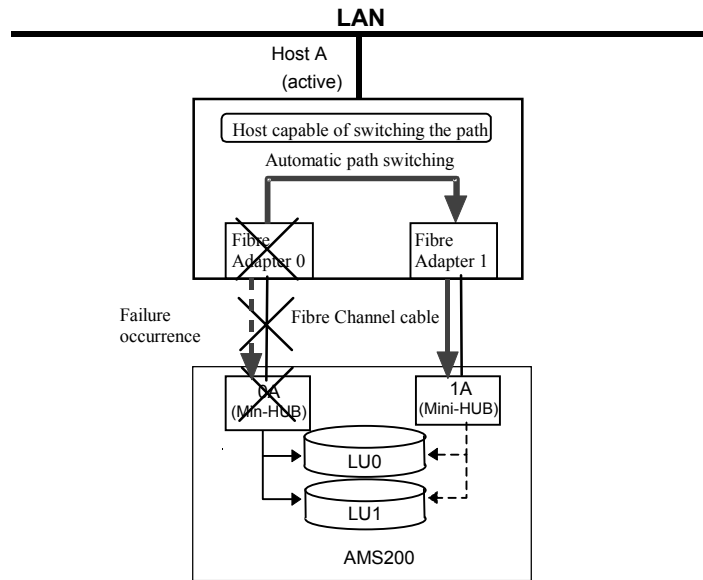 LAN
Host A
(active)
Host capable of switching the path
Automatic path switching
Fibre
Adapter 0
Fibre
Adapter 1
Failure
occurrence
Fibre Channel cable
0A
(Min-HUB)
1A
(Mini-HUB)
LU0
LU1
AMS200